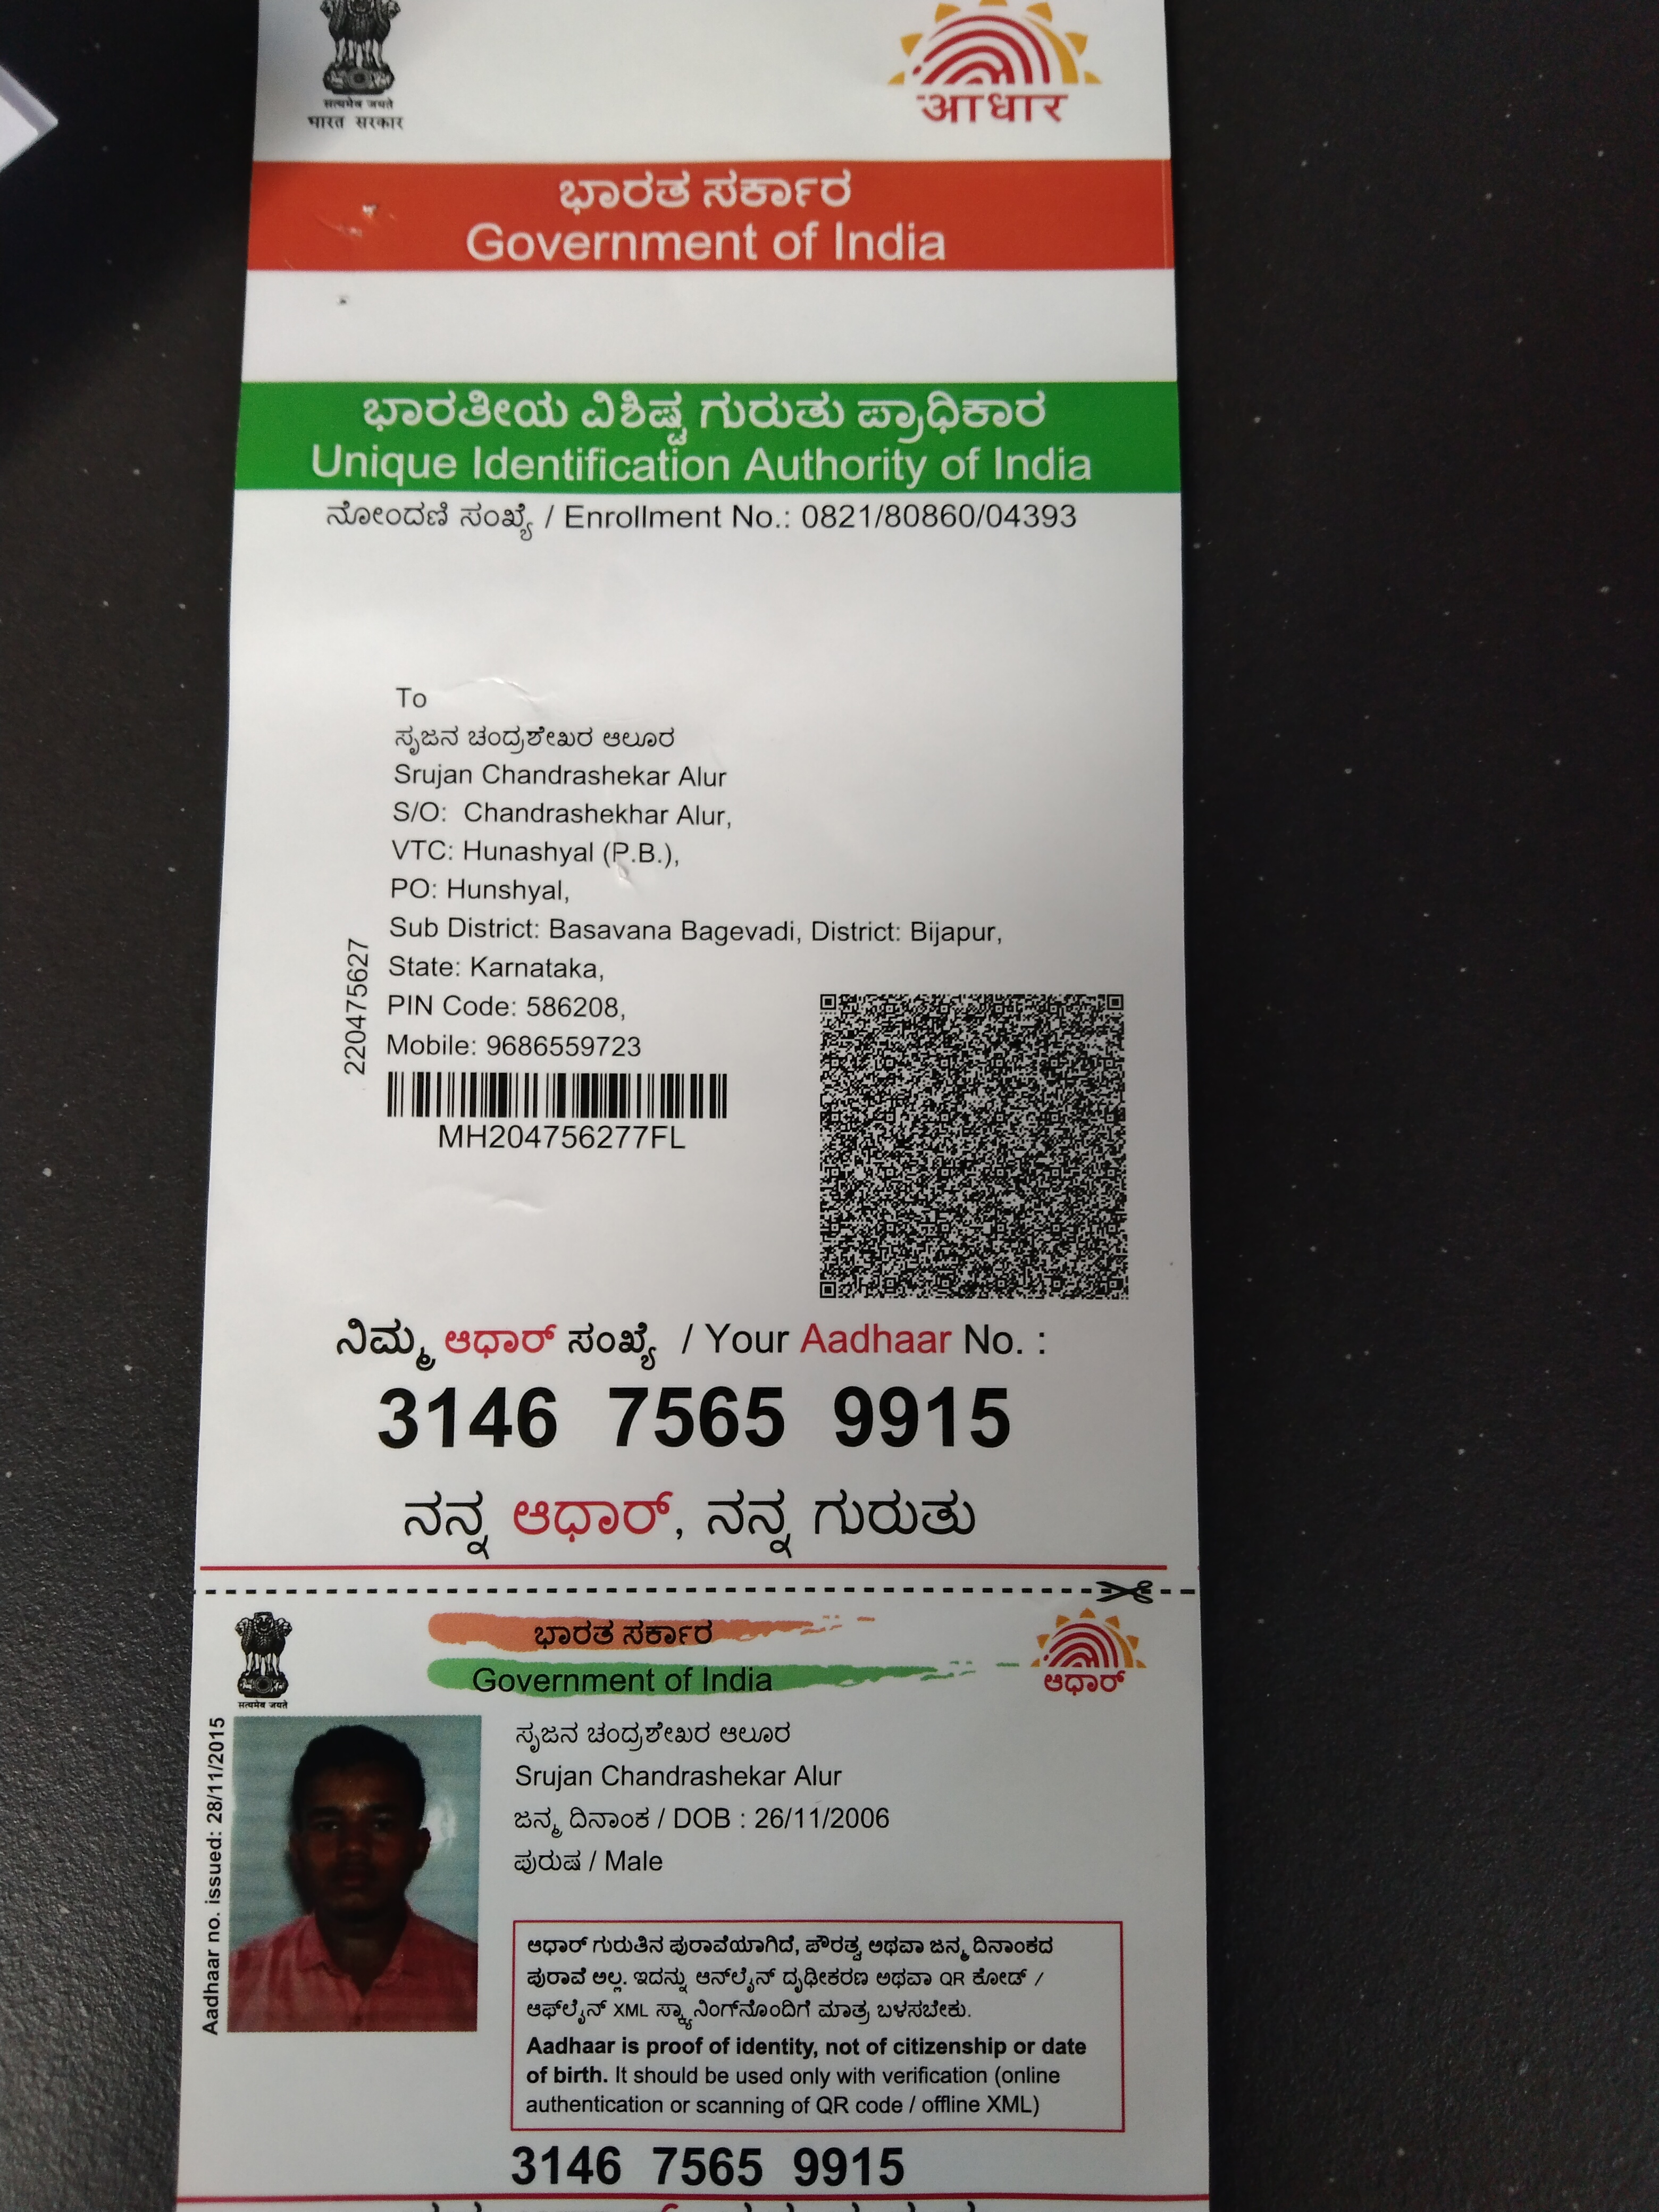 सत्यमेव जयते
भारत सरकार
आधार
ಭಾರತ ಸರ್ಕಾರ
Government of India
ಭಾರತೀಯ ವಿಶಿಷ್ಟ ಗುರುತು ಪ್ರಾಧಿಕಾರ
Unique Identification Authority of India
ನೋಂದಣಿ ಸಂಖ್ಯೆ / Enrollment No.: 0821/80860/04393
To
ಸೃಜನ ಚಂದ್ರಶೇಖರ ಆಲೂರ
Srujan Chandrashekar Alur
S/O: Chandrashekhar Alur,
VTC: Hunashyal (P.B.),
PO: Hunshyal,
Sub District: Basavana Bagevadi, District: Bijapur,
State: Karnataka,
PIN Code: 586208,
Mobile: 9686559723
220475627
MH204756277FL
ನಿಮ್ಮ ಆಧಾರ್ ಸಂಖ್ಯೆ / Your Aadhaar No. :
3146 7565 9915
ನನ್ನ ಆಧಾರ್, ನನ್ನ ಗುರುತು
ಭಾರತ ಸರ್ಕಾರ
Government of India
सत्यमेव जयते
ಆಧಾರ್
Aadhaar no. issued: 28/11/2015
ಸೃಜನ ಚಂದ್ರಶೇಖರ ಆಲೂರ
Srujan Chandrashekar Alur
ಜನ್ಮ ದಿನಾಂಕ / DOB : 26/11/2006
ಪುರುಷ / Male
ಆಧಾರ್ ಗುರುತಿನ ಪುರಾವೆಯಾಗಿದೆ, ಪೌರತ್ವ ಅಥವಾ ಜನ್ಮ ದಿನಾಂಕದ
ಪುರಾವೆ ಅಲ್ಲ. ಇದನ್ನು ಆನ್‌ಲೈನ್ ದೃಢೀಕರಣ ಅಥವಾ QR ಕೋಡ್ /
ಆಫ್‌ಲೈನ್ XML ಸ್ಕ್ಯಾನಿಂಗ್‌ನೊಂದಿಗೆ ಮಾತ್ರ ಬಳಸಬೇಕು.
Aadhaar is proof of identity, not of citizenship or date
of birth. It should be used only with verification (online
authentication or scanning of QR code / offline XML)
3146 7565 9915